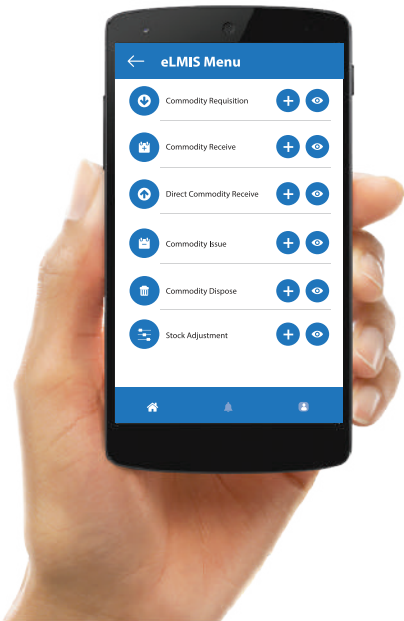 eLMIS Menu
Commodity Requisition
Commodity Receive
Direct Commodity Receive
Commodity Issue
Commodity Dispose
Stock Adjustment